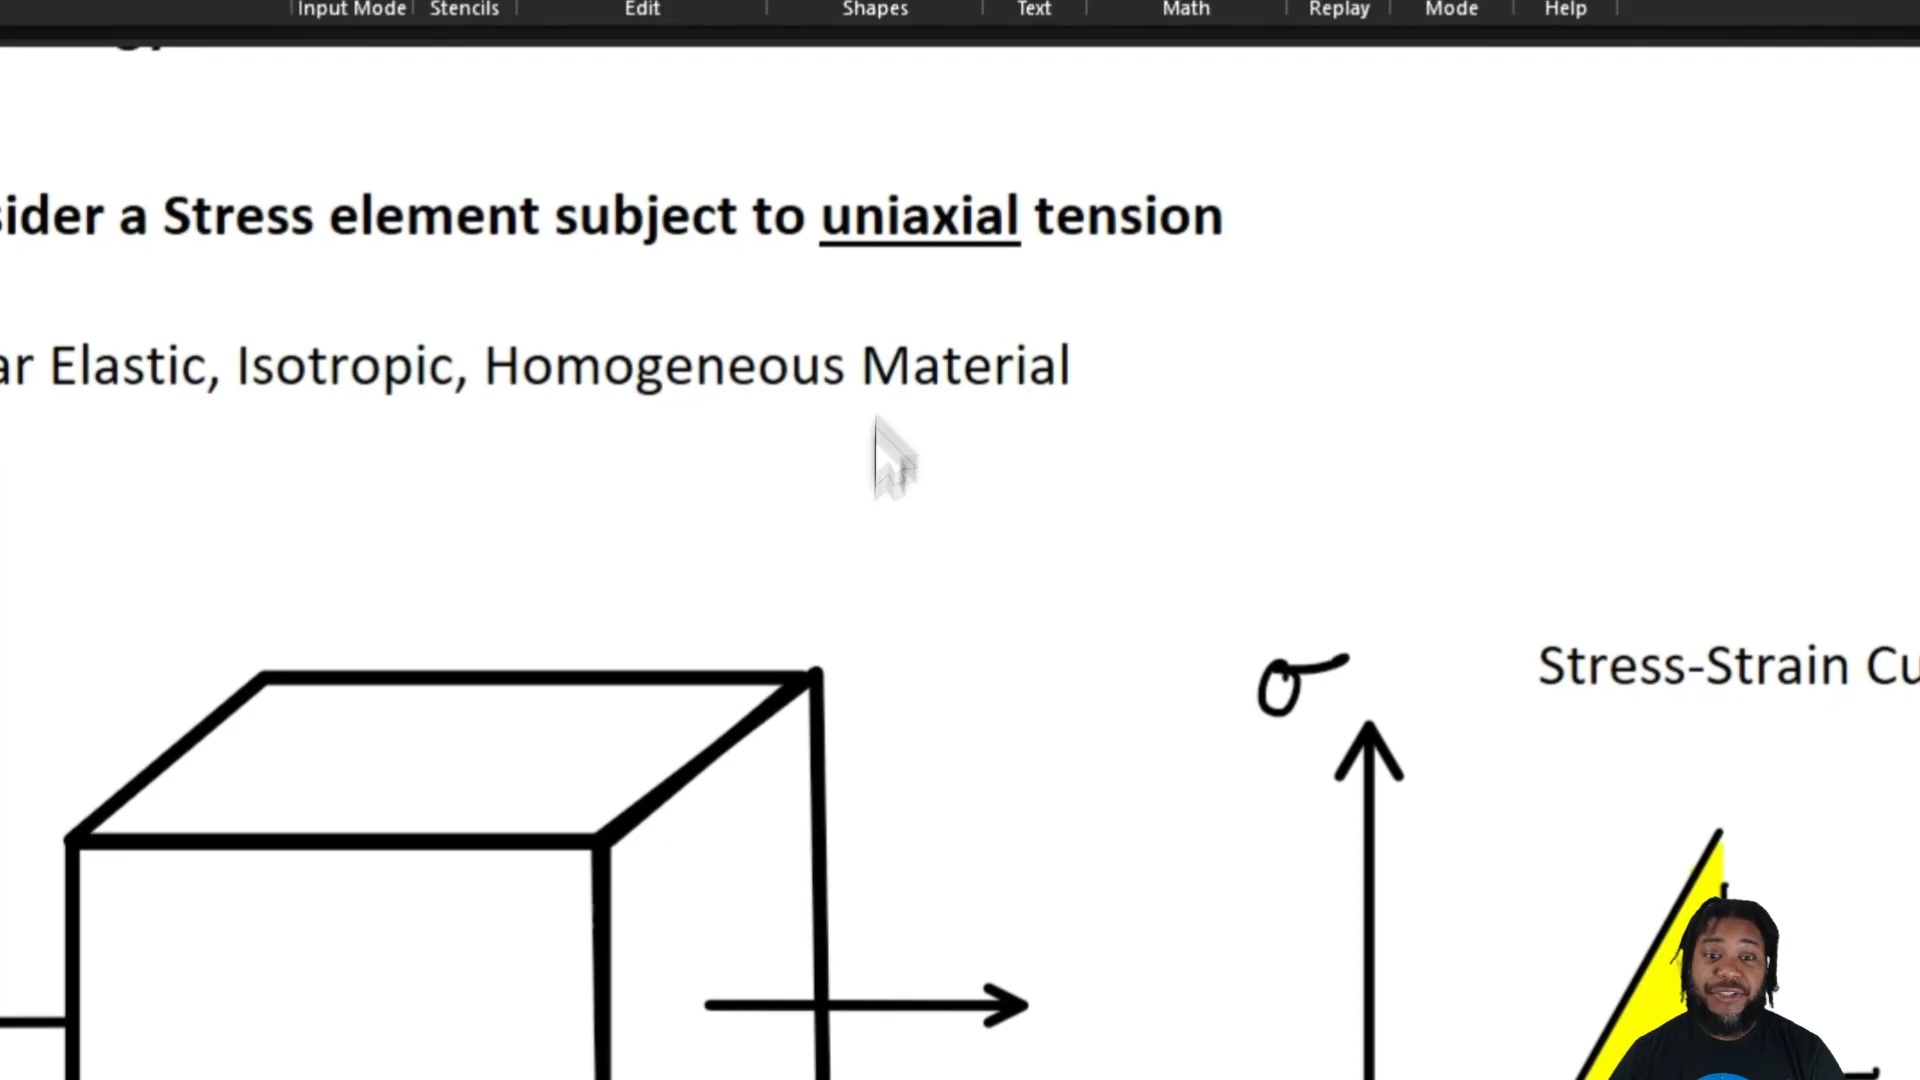 Input Mode Stencils Edit Shapes Text Math Replay Mode Help
sider a Stress element subject to uniaxial tension
ar Elastic, Isotropic, Homogeneous Material
σ
Stress-Strain Cu